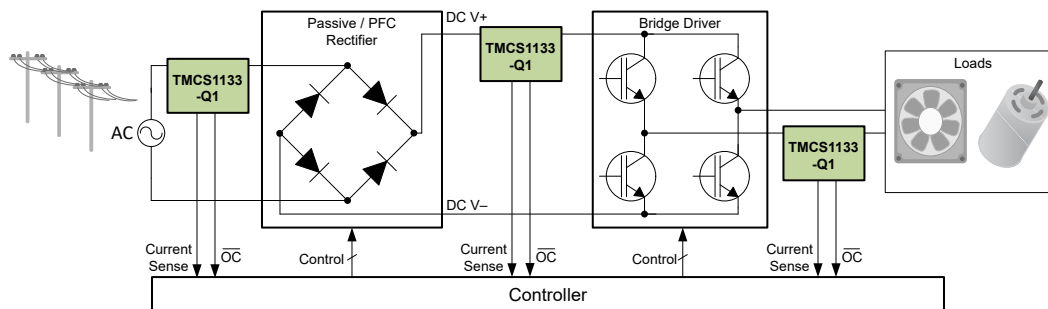 Passive / PFC
Rectifier
DC V+
Bridge Driver
TMCS1133
-Q1
TMCS1133
-Q1
Loads
AC
TMCS1133
-Q1
DC V–
Current
Sense
OC
Control
Current
Sense
OC
Control
Current
Sense
OC
Controller